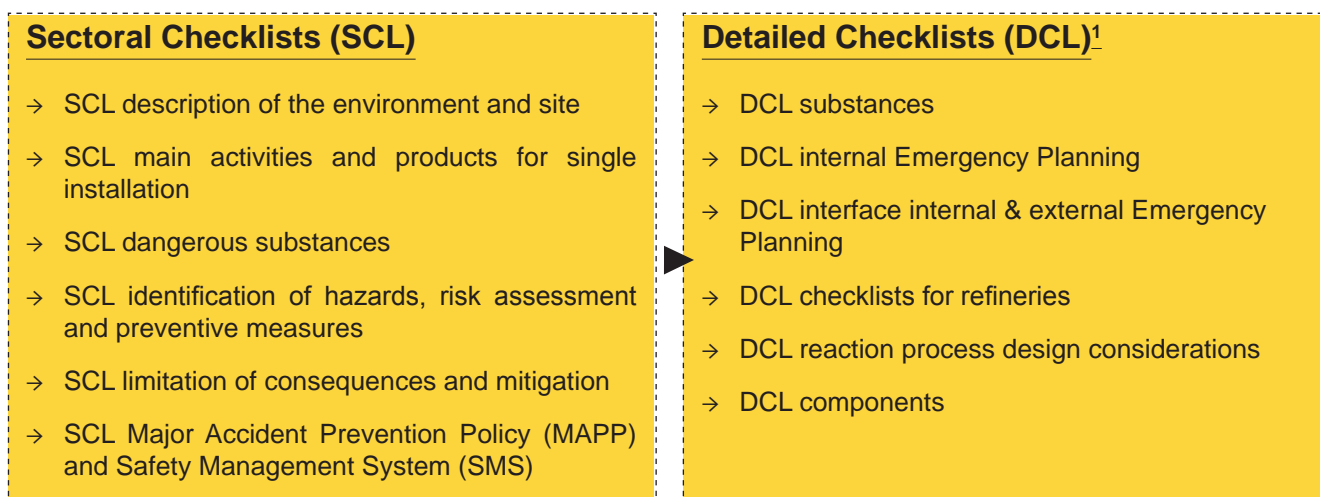 Sectoral Checklists (SCL)
→ SCL description of the environment and site
→ SCL main activities and products for single
installation
→ SCL dangerous substances
→ SCL identification of hazards, risk assessment
and preventive measures
→ SCL limitation of consequences and mitigation
→ SCL Major Accident Prevention Policy (MAPP)
and Safety Management System (SMS)
Detailed Checklists (DCL)1
→ DCL substances
→ DCL internal Emergency Planning
→ DCL interface internal & external Emergency
Planning
→ DCL checklists for refineries
→ DCL reaction process design considerations
→ DCL components